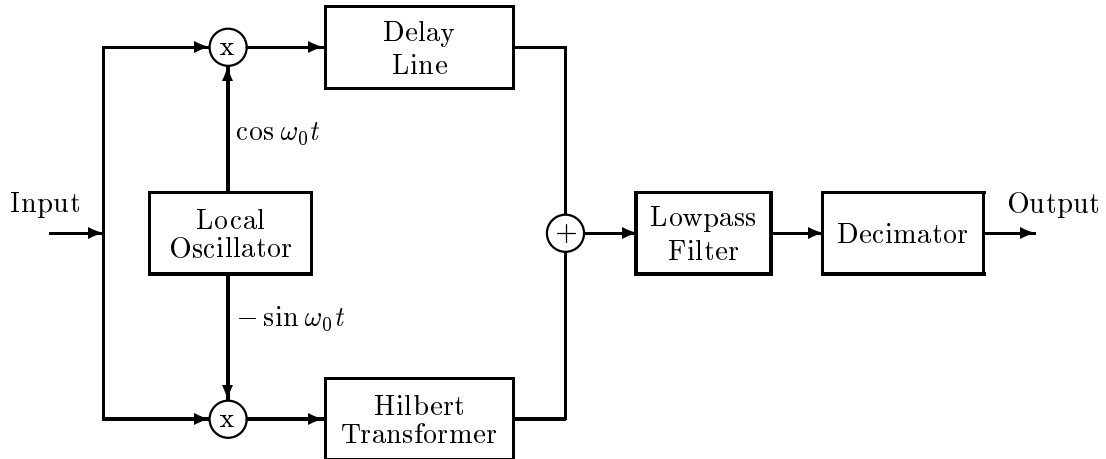 x
Delay
Line
cos ω₀t
Input
Local
Oscillator
+
Lowpass
Filter
Decimator
Output
− sin ω₀t
x
Hilbert
Transformer